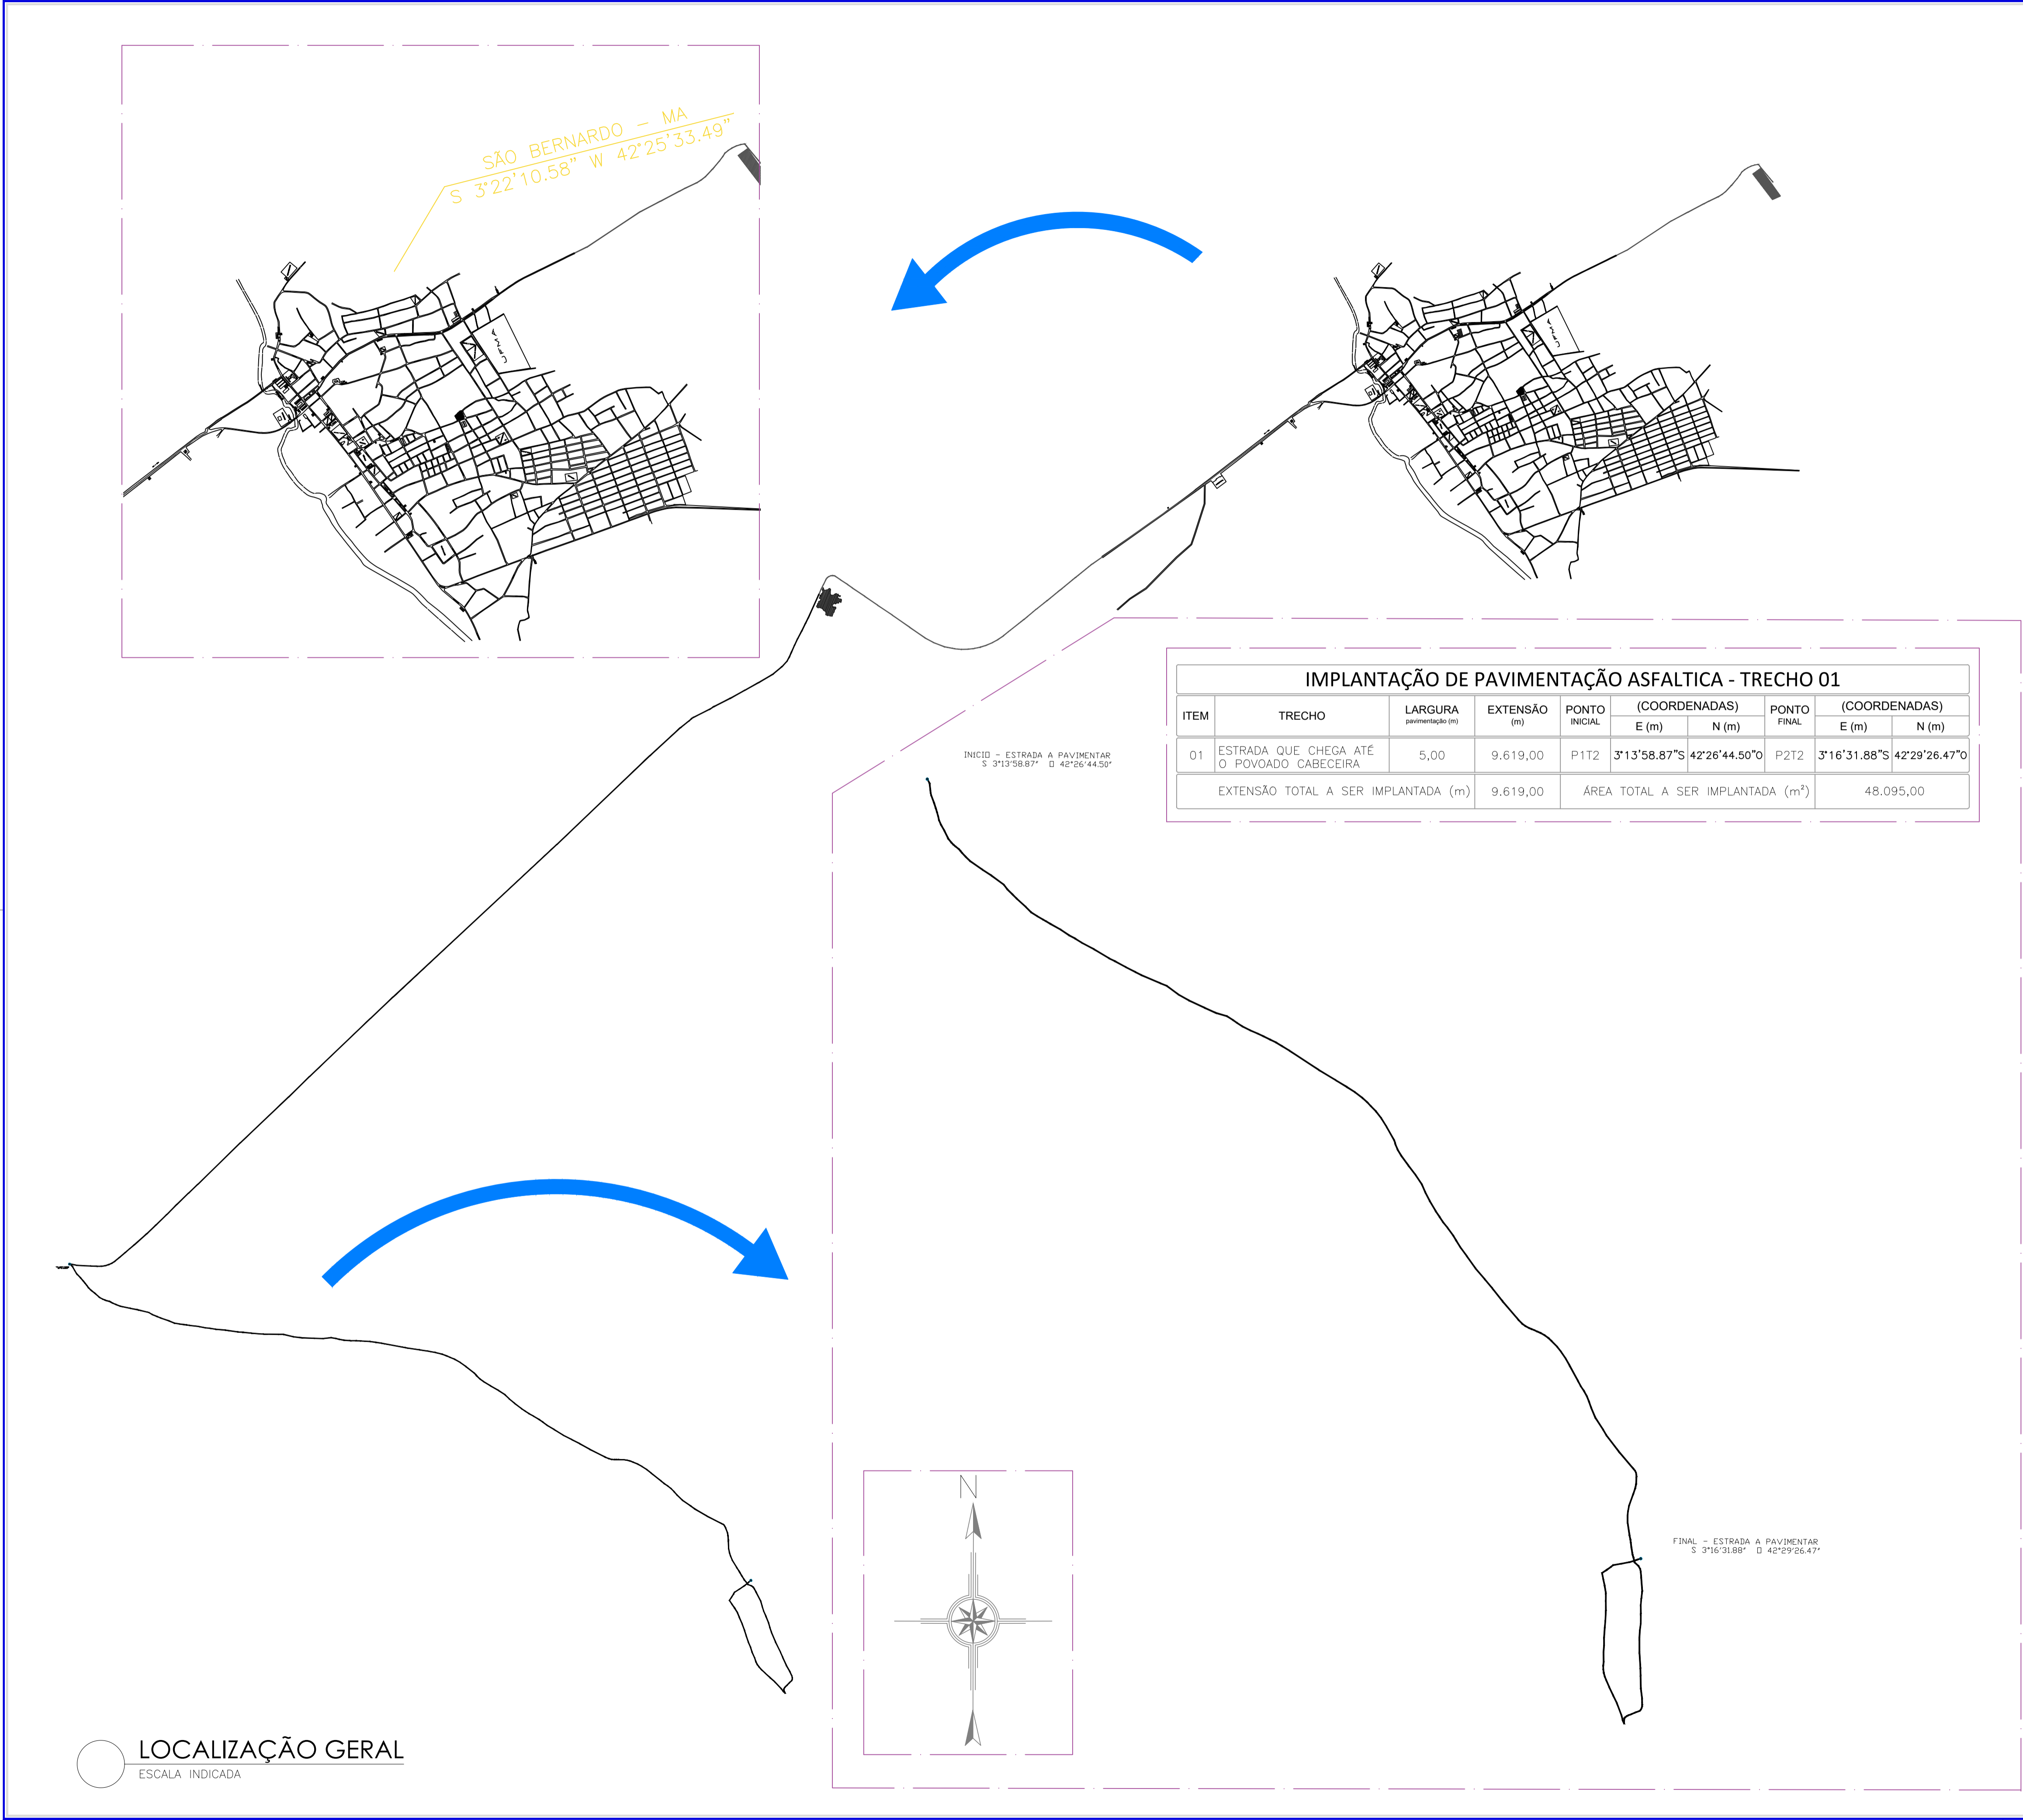 SÃO BERNARDO - MA
S 3°22'10.58" W 42°25'33.49"
IMPLANTAÇÃO DE PAVIMENTAÇÃO ASFALTICA - TRECHO 01
ITEM TRECHO LARGURA EXTENSÃO PONTO (COORDENADAS) PONTO (COORDENADAS)
pavimentação (m) (m) INICIAL E (m) N (m) FINAL E (m) N (m)
01 ESTRADA QUE CHEGA ATÉ 5,00 9.619,00 P1T2 3°13'58.87"S 42°26'44.50"O P2T2 3°16'31.88"S 42°29'26.47"O
O POVOADO CABECEIRA
EXTENSÃO TOTAL A SER IMPLANTADA (m) 9.619,00 ÁREA TOTAL A SER IMPLANTADA (m²) 48.095,00
INICIO - ESTRADA A PAVIMENTAR
S 3°13'58.87" O 42°26'44.50"
N
FINAL - ESTRADA A PAVIMENTAR
S 3°16'31.88" O 42°29'26.47"
LOCALIZAÇÃO GERAL
ESCALA INDICADA